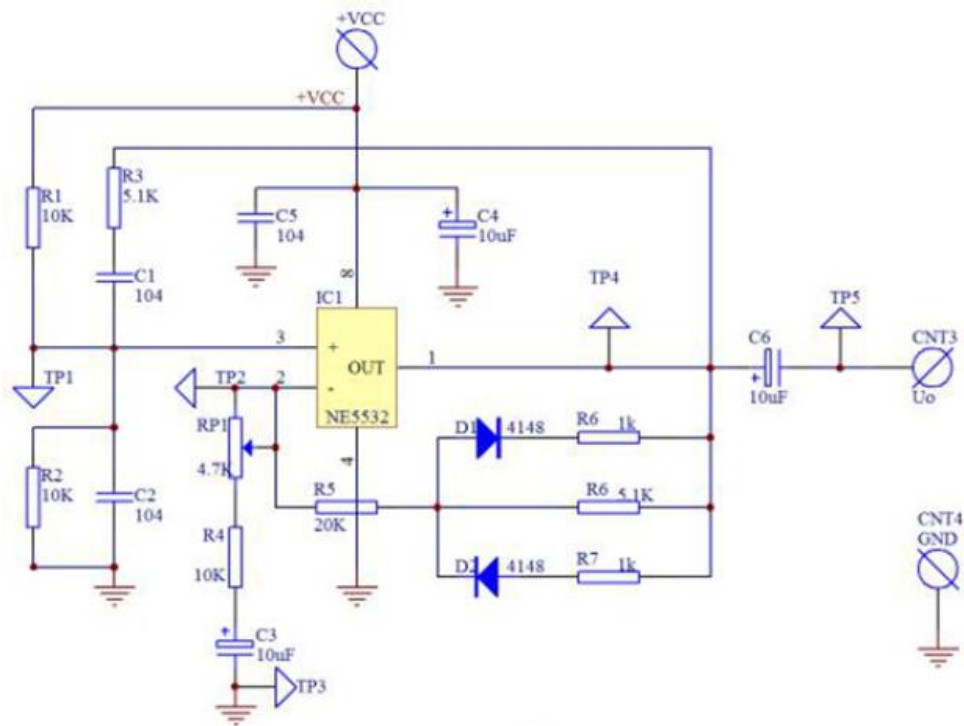 +VCC
+VCC
R3
5.1K
R1
10K
C5
104
C4
10uF
C1
104
8
IC1
TP4
TP5
3
+
OUT
1
C6
+
10uF
CNT3
Uo
TP1
TP2
2
-
NE5532
RP1
4.7K
D1
4148
R6
1k
4
R2
10K
C2
104
R5
20K
R6
5.1K
CNT4
GND
R4
10K
D2
4148
R7
1k
+
C3
10uF
TP3